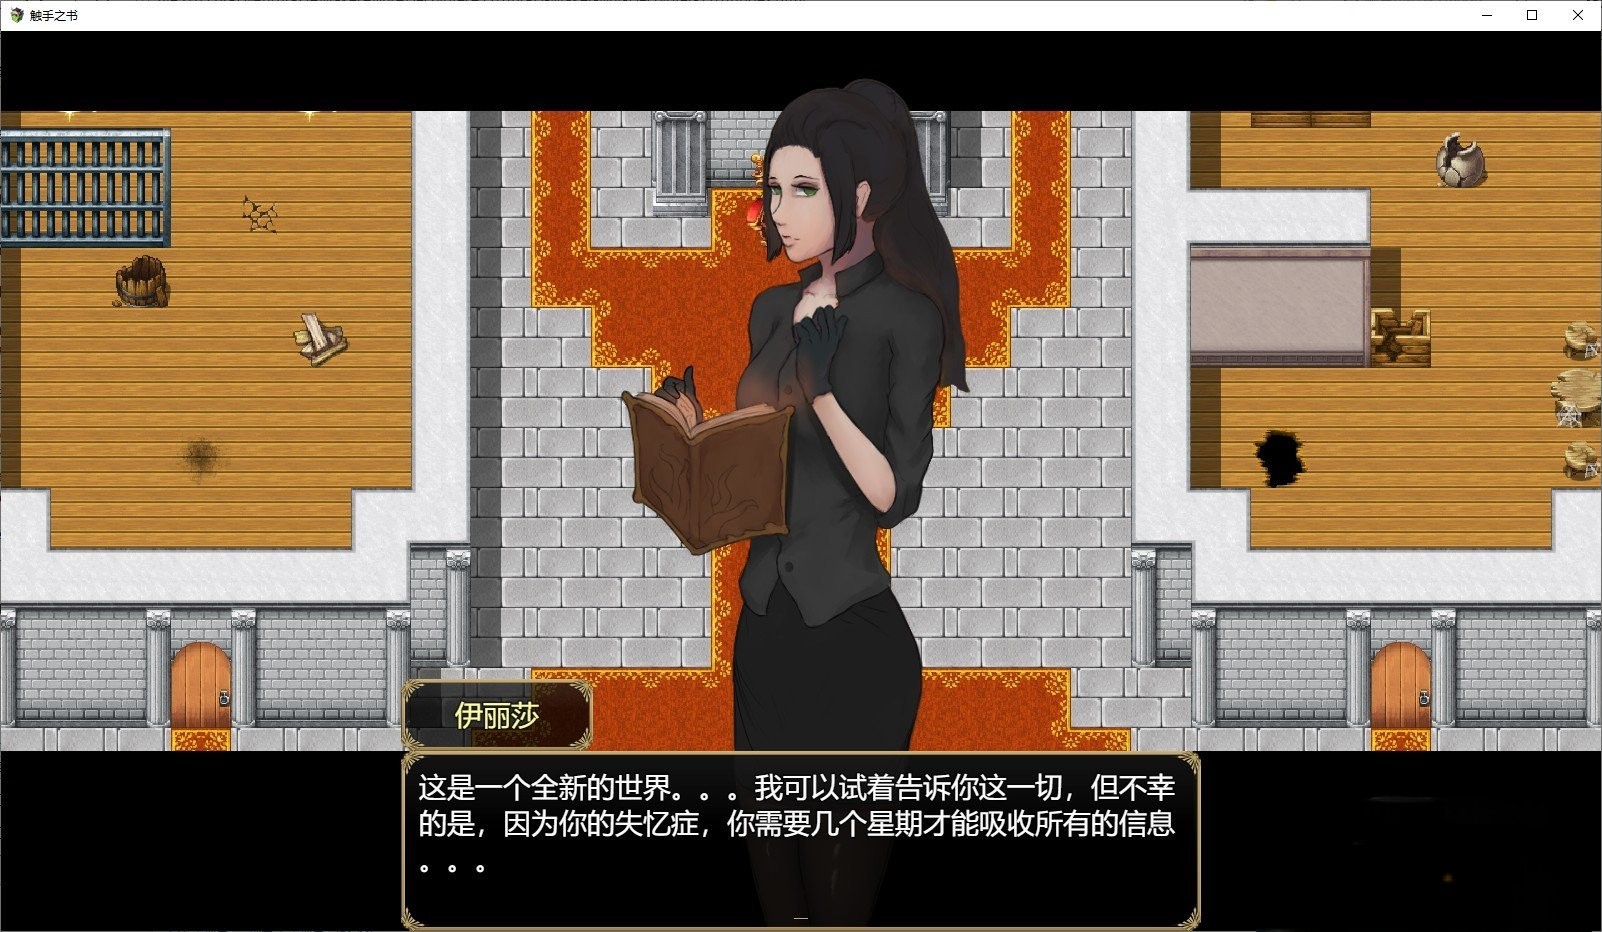 触手之书
伊丽莎
这是一个全新的世界。。。我可以试着告诉你这一切，但不幸
的是，因为你的失忆症，你需要几个星期才能吸收所有的信息
。。。